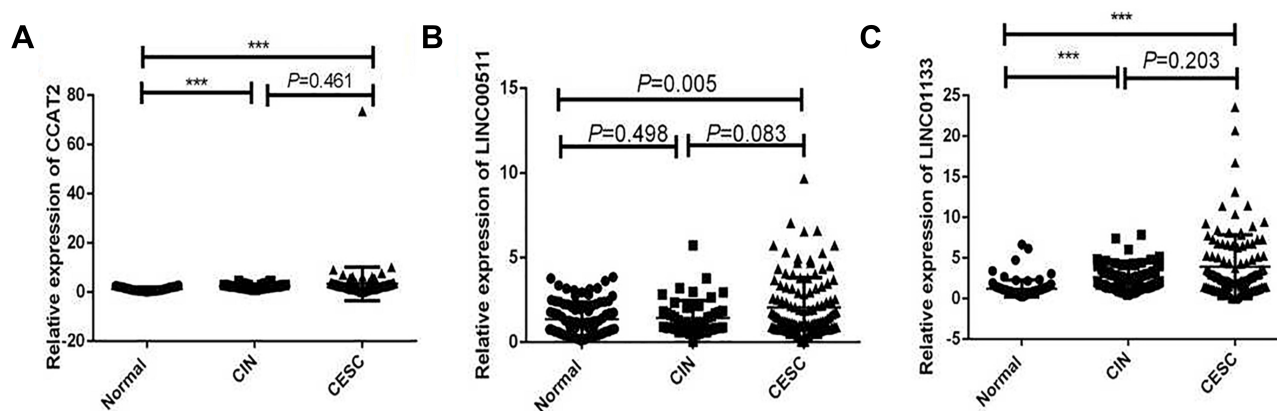 A
Relative expression of CCAT2
***
***
P=0.461
80
60
40
20
0
-20
Normal
CIN
CESC
B
Relative expression of LINC00511
P=0.005
P=0.498
P=0.083
15
10
5
0
Normal
CIN
CESC
C
Relative expression of LINC01133
***
***
P=0.203
25
20
15
10
5
0
-5
Normal
CIN
CESC